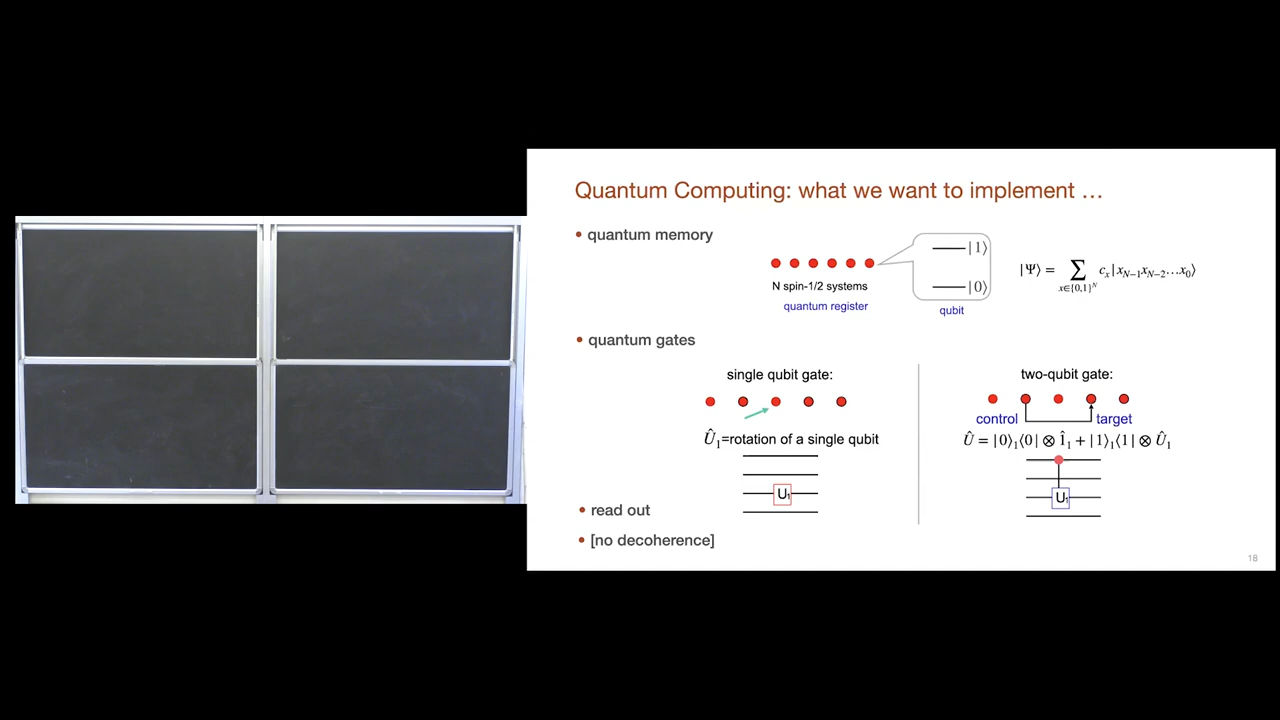 Quantum Computing: what we want to implement …
• quantum memory
|1⟩
|0⟩
N spin-1/2 systems
quantum register
qubit
|Ψ⟩ = ∑ c_x|x_{N−1}x_{N−2}…x_0⟩
x∈{0,1}^N
• quantum gates
single qubit gate:
Û_1=rotation of a single qubit
U_1
two-qubit gate:
control
target
Û = |0⟩_1⟨0| ⊗ 1̂_1 + |1⟩_1⟨1| ⊗ Û_1
U_1
• read out
• [no decoherence]
18